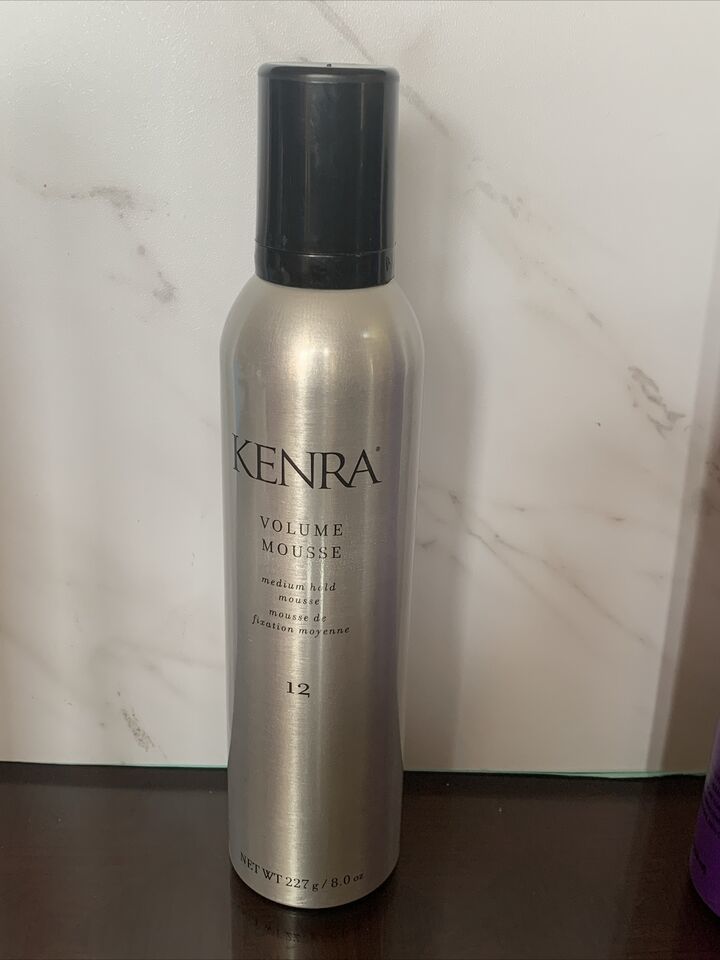 KENRA®
VOLUME
MOUSSE
medium hold
mousse
mousse de
fixation moyenne
12
NET WT 227 g / 8.0 oz